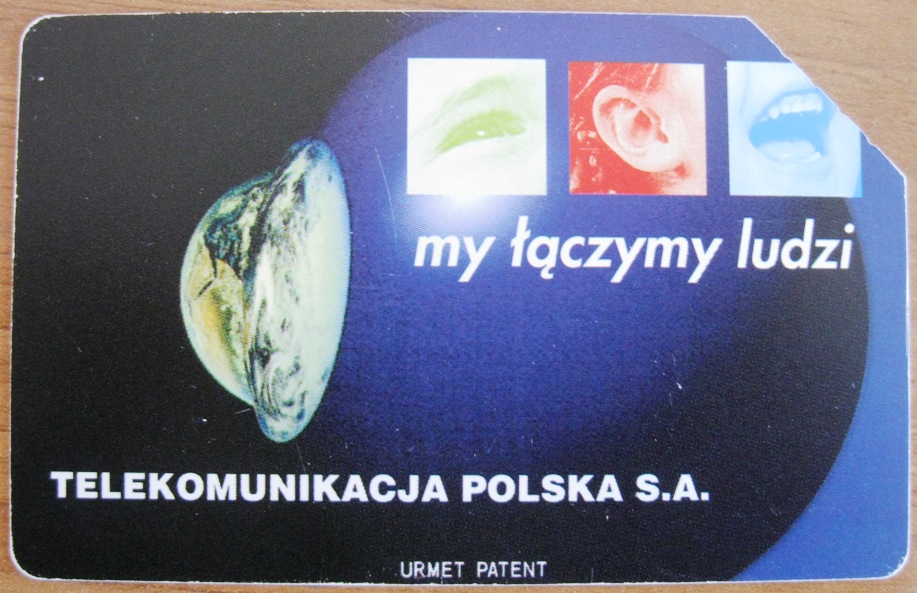 my łączymy ludzi
TELEKOMUNIKACJA POLSKA S.A.
URMET PATENT